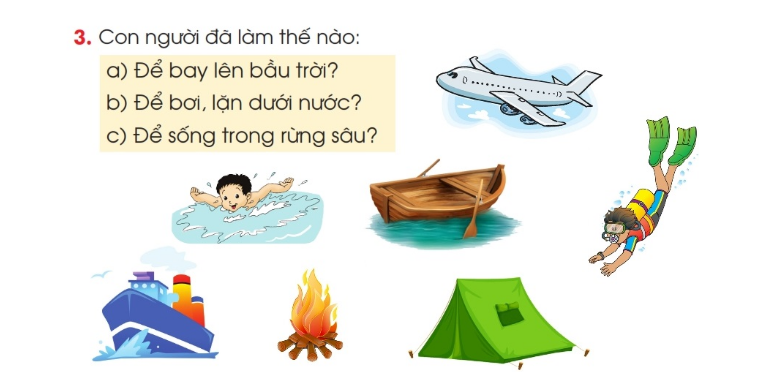 3. Con người đã làm thế nào:
a) Để bay lên bầu trời?
b) Để bơi, lặn dưới nước?
c) Để sống trong rừng sâu?